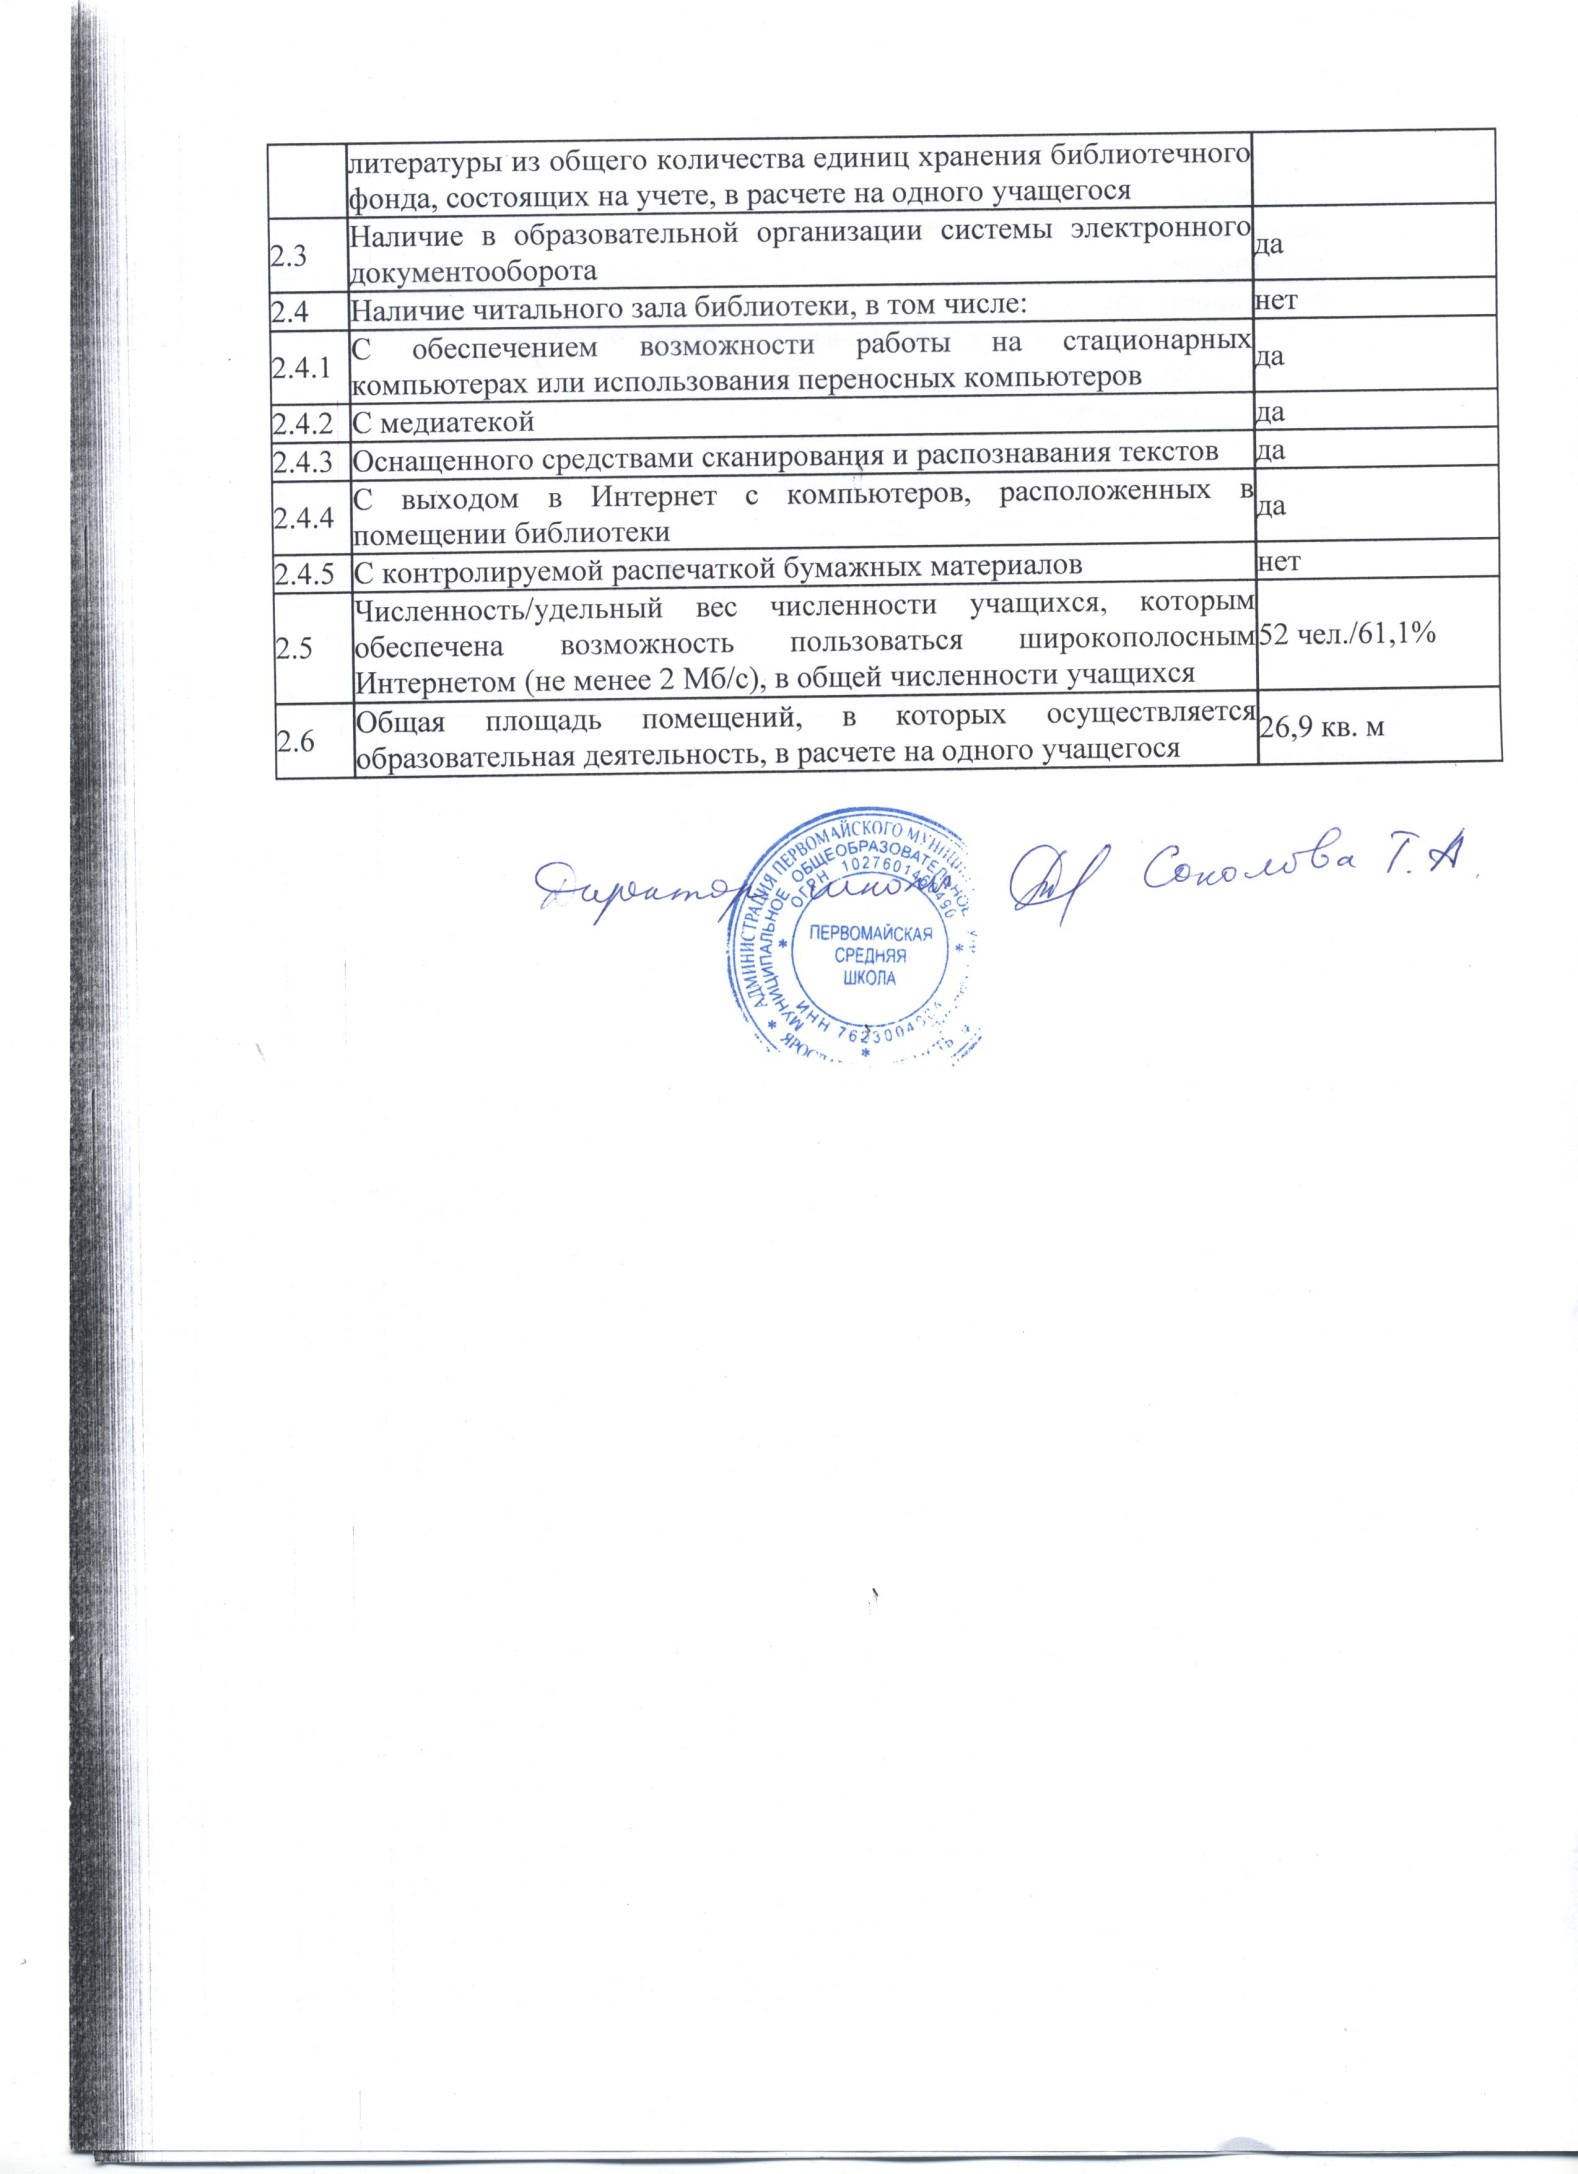 литературы из общего количества единиц хранения библиотечного
фонда, состоящих на учете, в расчете на одного учащегося
2.3 Наличие в образовательной организации системы электронного
документооборота
да
2.4 Наличие читального зала библиотеки, в том числе: нет
2.4.1 С обеспечением возможности работы на стационарных
компьютерах или использования переносных компьютеров
да
2.4.2 С медиатекой да
2.4.3 Оснащенного средствами сканирования и распознавания текстов да
2.4.4 С выходом в Интернет с компьютеров, расположенных в
помещении библиотеки
да
2.4.5 С контролируемой распечаткой бумажных материалов нет
2.5 Численность/удельный вес численности учащихся, которым
обеспечена возможность пользоваться широкополосным
Интернетом (не менее 2 Мб/с), в общей численности учащихся
52 чел./61,1%
2.6 Общая площадь помещений, в которых осуществляется
образовательная деятельность, в расчете на одного учащегося
26,9 кв. м
Директор школы Соколова Т.А.
АДМИНИСТРАЦИЯ ПЕРВОМАЙСКОГО
МУНИЦИПАЛЬНОЕ ОБЩЕОБРАЗОВАТЕЛЬНОЕ
ОГРН
ПЕРВОМАЙСКАЯ
СРЕДНЯЯ
ШКОЛА
ИНН